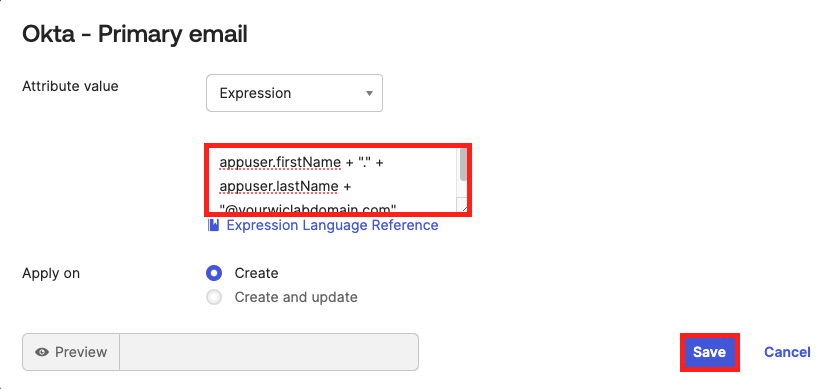 Okta - Primary email
Attribute value
Expression
appuser.firstName + "." +
appuser.lastName +
"@yourwiclabdomain.com"
Expression Language Reference
Apply on
Create
Create and update
Preview
Save
Cancel